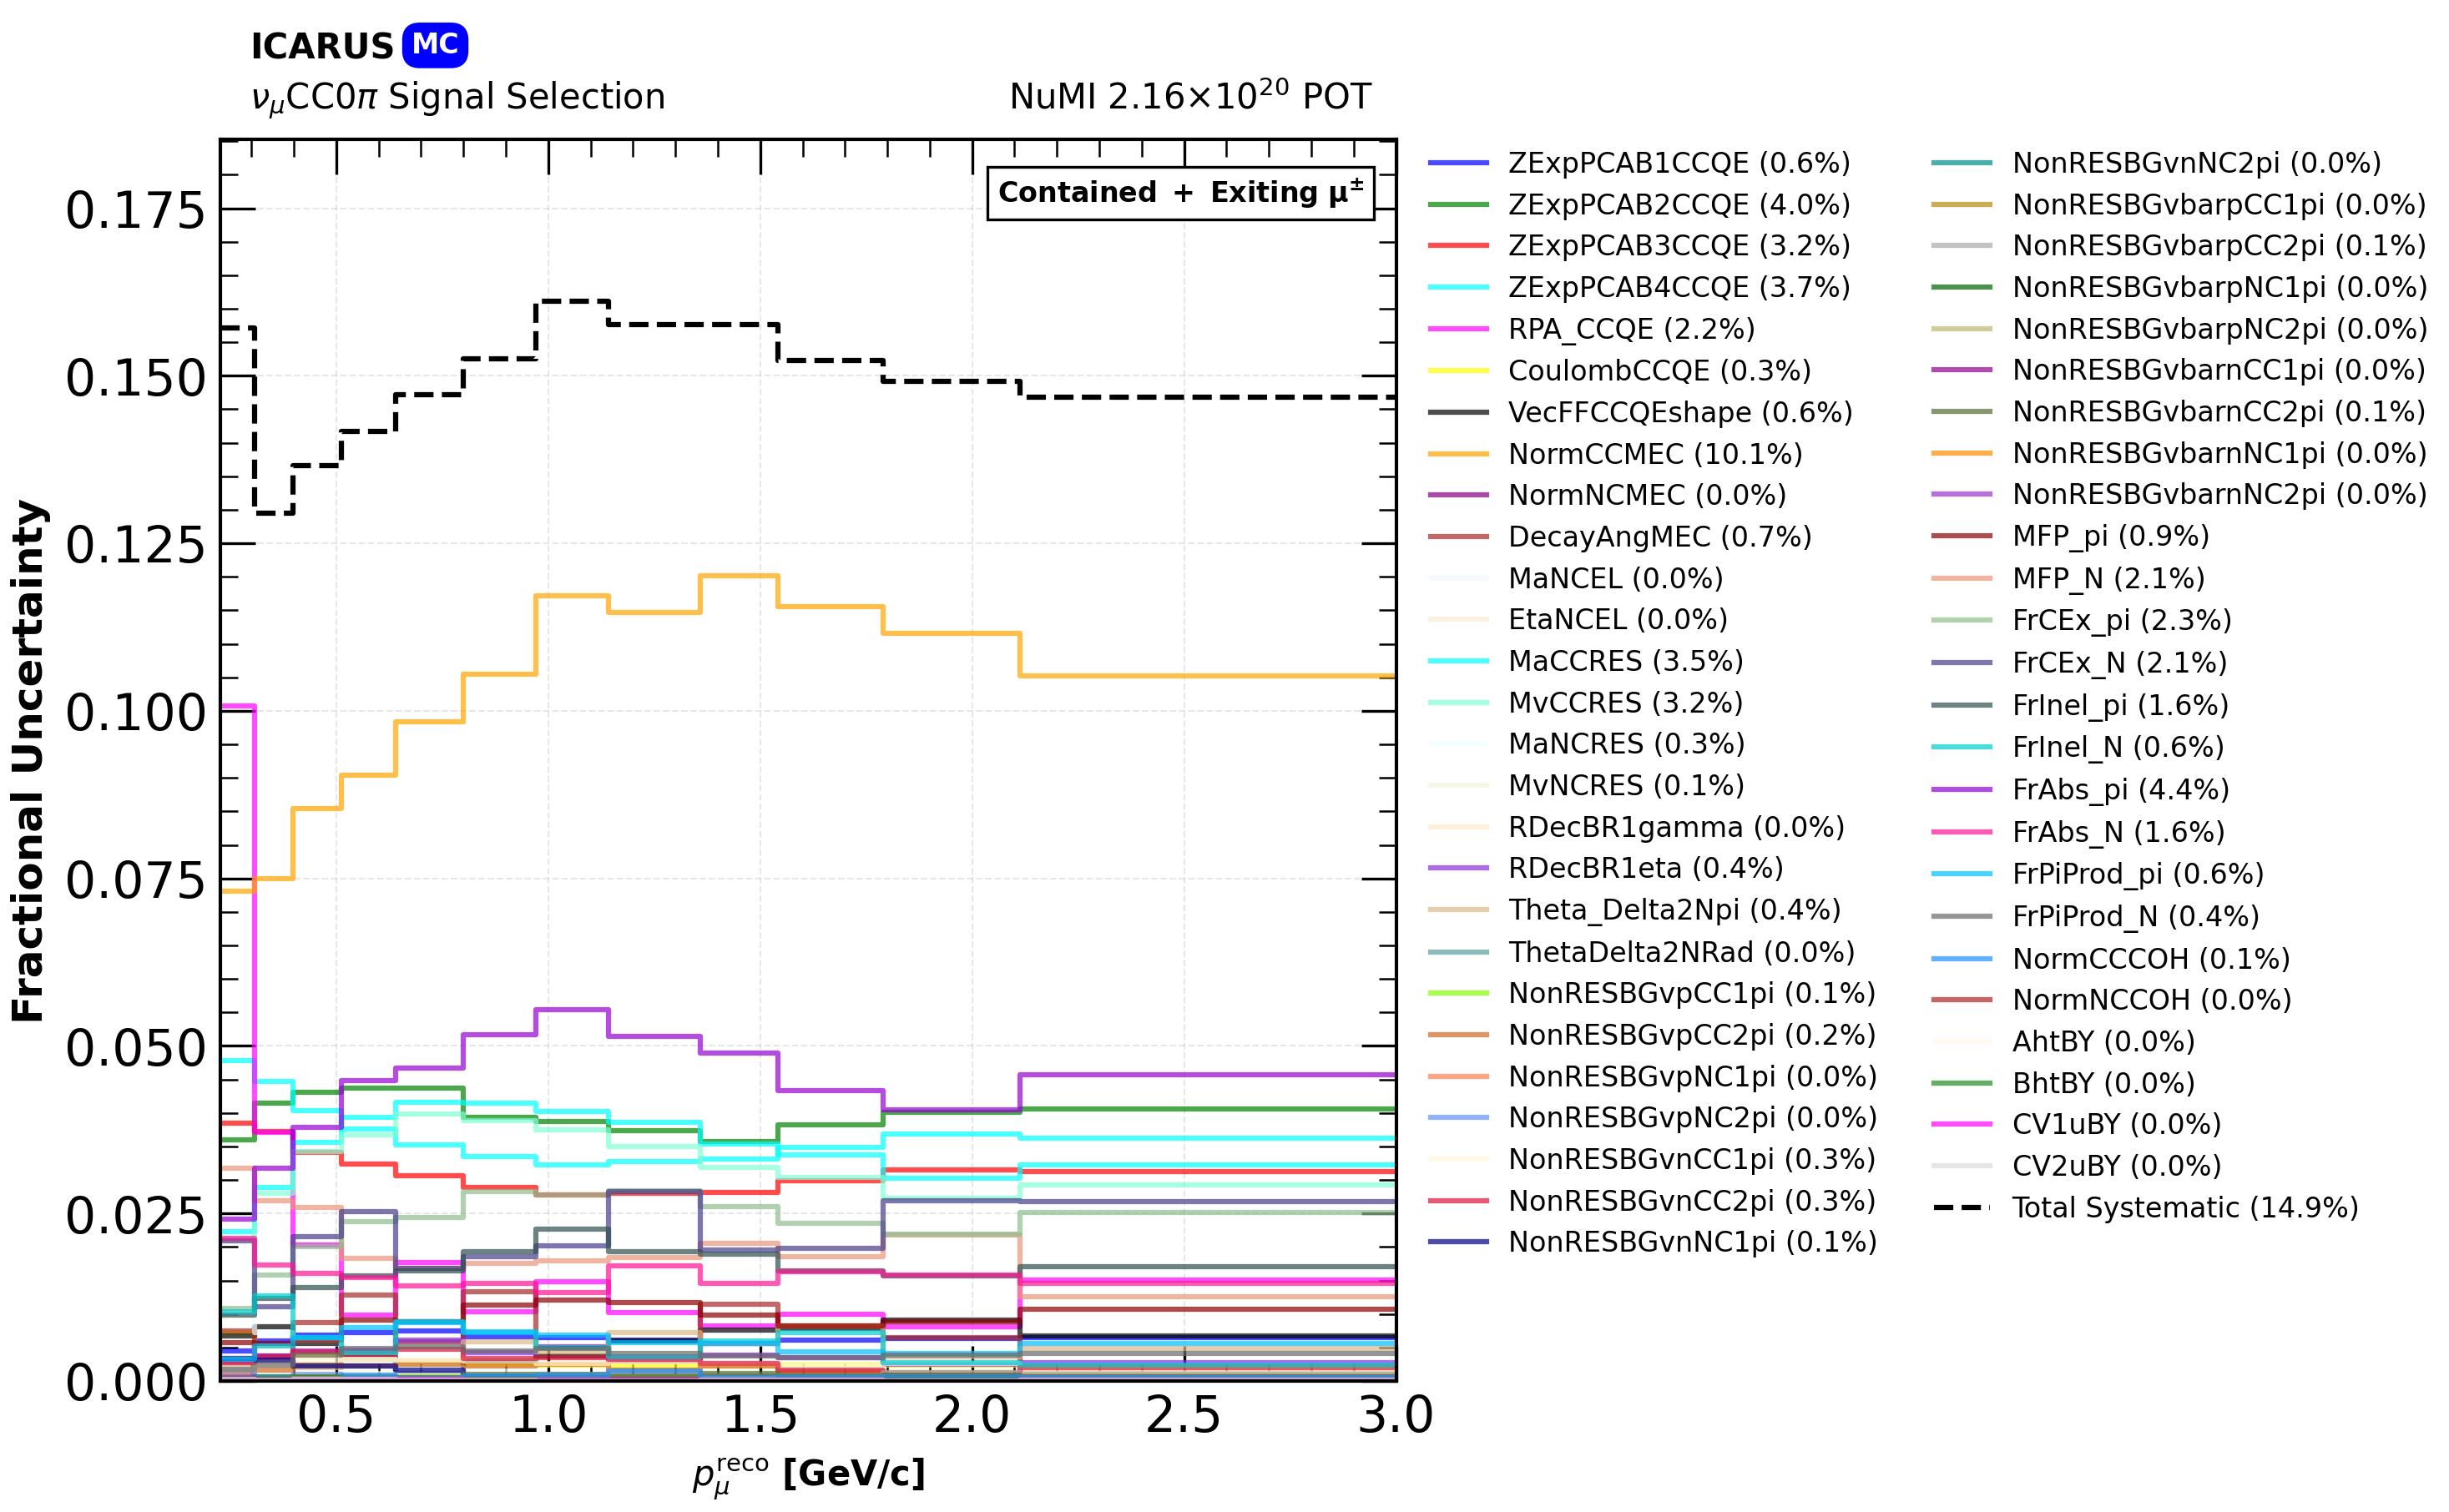 ICARUS MC
νμCC0π Signal Selection
NuMI 2.16×10²⁰ POT
Contained + Exiting μ±
Fractional Uncertainty
0.175
0.150
0.125
0.100
0.075
0.050
0.025
0.000
0.5
1.0
1.5
2.0
2.5
3.0
pμ^reco [GeV/c]
ZExpPCAB1CCQE (0.6%)
ZExpPCAB2CCQE (4.0%)
ZExpPCAB3CCQE (3.2%)
ZExpPCAB4CCQE (3.7%)
RPA_CCQE (2.2%)
CoulombCCQE (0.3%)
VecFFCCQEshape (0.6%)
NormCCMEC (10.1%)
NormNCMEC (0.0%)
DecayAngMEC (0.7%)
MaNCEL (0.0%)
EtaNCEL (0.0%)
MaCCRES (3.5%)
MvCCRES (3.2%)
MaNCRES (0.3%)
MvNCRES (0.1%)
RDecBR1gamma (0.0%)
RDecBR1eta (0.4%)
Theta_Delta2Npi (0.4%)
ThetaDelta2NRad (0.0%)
NonRESBGvpCC1pi (0.1%)
NonRESBGvpCC2pi (0.2%)
NonRESBGvpNC1pi (0.0%)
NonRESBGvpNC2pi (0.0%)
NonRESBGvnCC1pi (0.3%)
NonRESBGvnCC2pi (0.3%)
NonRESBGvnNC1pi (0.1%)
NonRESBGvnNC2pi (0.0%)
NonRESBGvbarpCC1pi (0.0%)
NonRESBGvbarpCC2pi (0.1%)
NonRESBGvbarpNC1pi (0.0%)
NonRESBGvbarpNC2pi (0.0%)
NonRESBGvbarnCC1pi (0.0%)
NonRESBGvbarnCC2pi (0.1%)
NonRESBGvbarnNC1pi (0.0%)
NonRESBGvbarnNC2pi (0.0%)
MFP_pi (0.9%)
MFP_N (2.1%)
FrCEx_pi (2.3%)
FrCEx_N (2.1%)
FrInel_pi (1.6%)
FrInel_N (0.6%)
FrAbs_pi (4.4%)
FrAbs_N (1.6%)
FrPiProd_pi (0.6%)
FrPiProd_N (0.4%)
NormCCCOH (0.1%)
NormNCCOH (0.0%)
AhtBY (0.0%)
BhtBY (0.0%)
CV1uBY (0.0%)
CV2uBY (0.0%)
Total Systematic (14.9%)